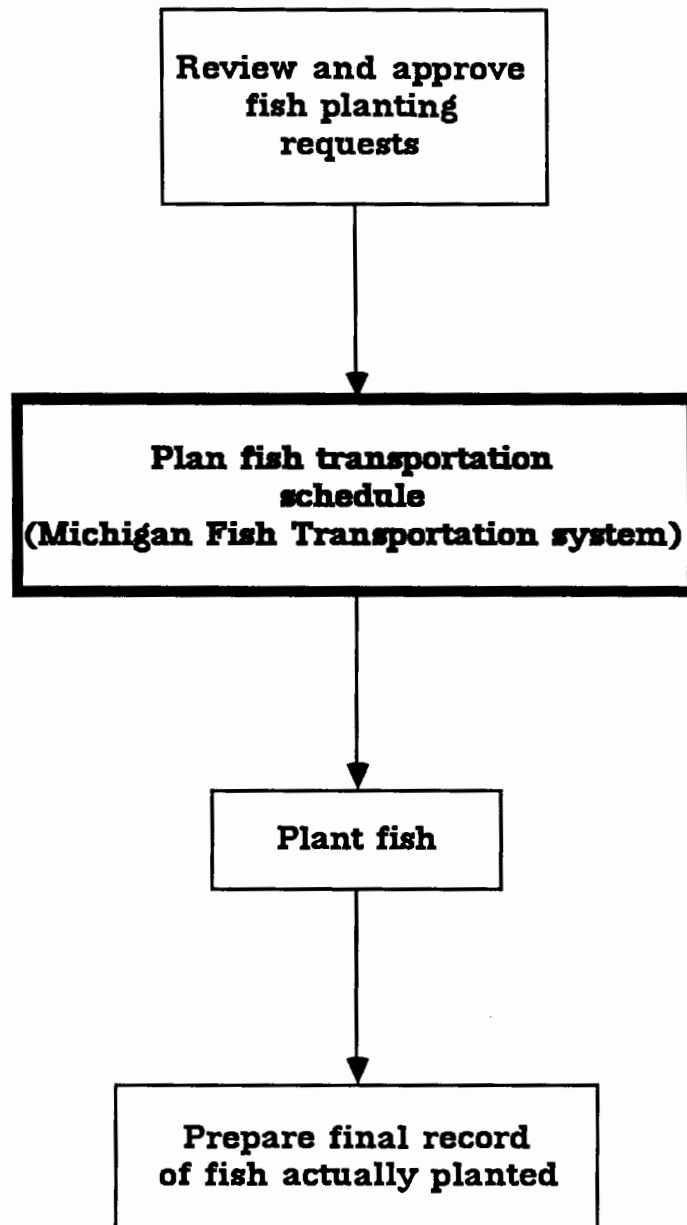 Review and approve
fish planting
requests
Plan fish transportation
schedule
(Michigan Fish Transportation system)
Plant fish
Prepare final record
of fish actually planted